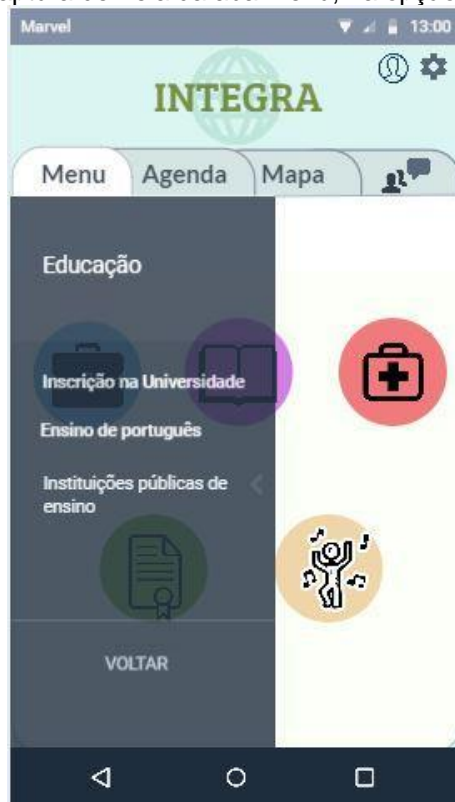 Marvel 13:00
INTEGRA
Menu Agenda Mapa
Educação
Inscrição na Universidade
Ensino de português
Instituições públicas de
ensino
VOLTAR